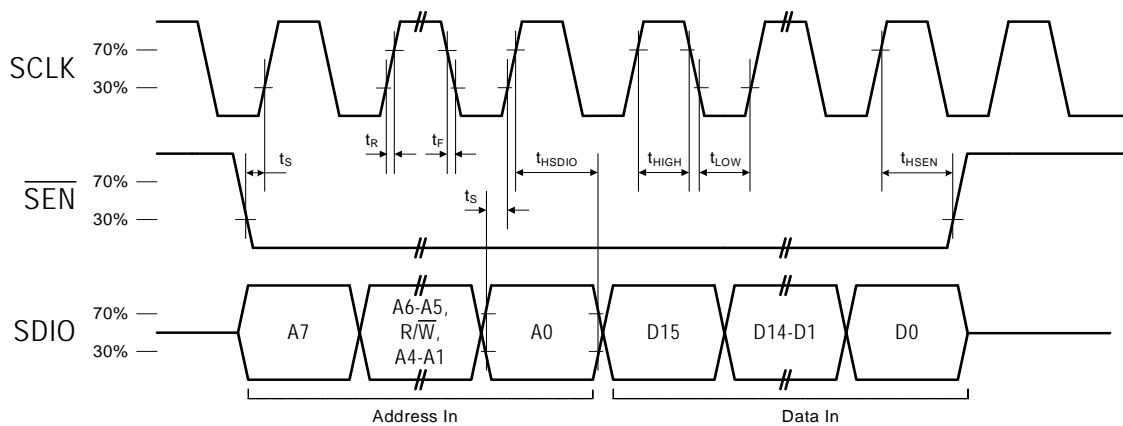 SCLK
70%
30%
tS
tR
tF
tHSDIO
tHIGH
tLOW
tHSEN
SEN
70%
30%
tS
SDIO
70%
30%
A7
A6-A5,
R/W,
A4-A1
A0
D15
D14-D1
D0
Address In
Data In